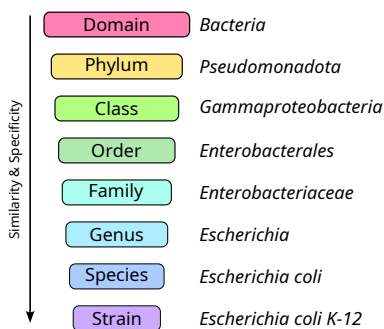 Domain Bacteria
Phylum Pseudomonadota
Class Gammaproteobacteria
Order Enterobacterales
Family Enterobacteriaceae
Genus Escherichia
Species Escherichia coli
Strain Escherichia coli K-12
Similarity & Specificity